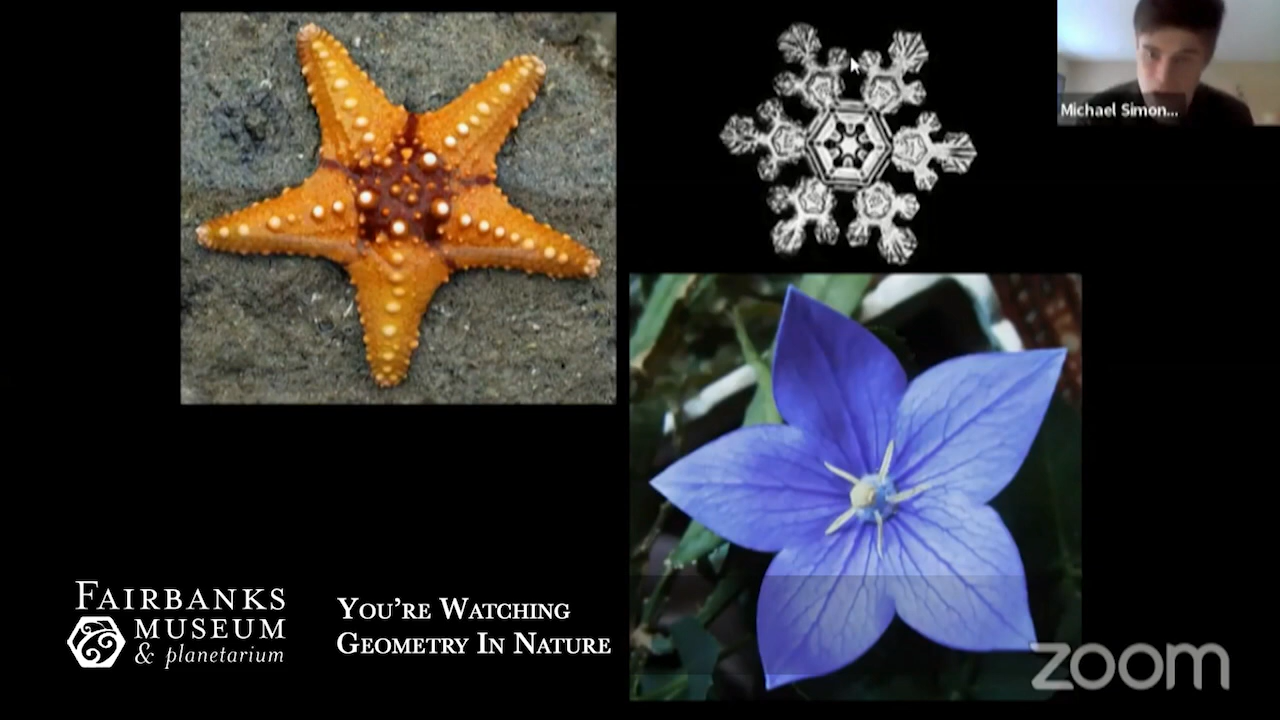 Michael Simon...
FAIRBANKS
MUSEUM
& planetarium
YOU'RE WATCHING
GEOMETRY IN NATURE
zoom